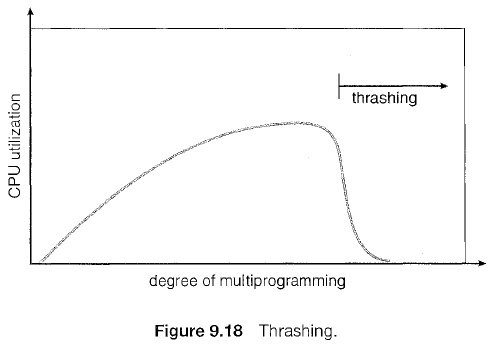 thrashing
CPU utilization
degree of multiprogramming
Figure 9.18 Thrashing.